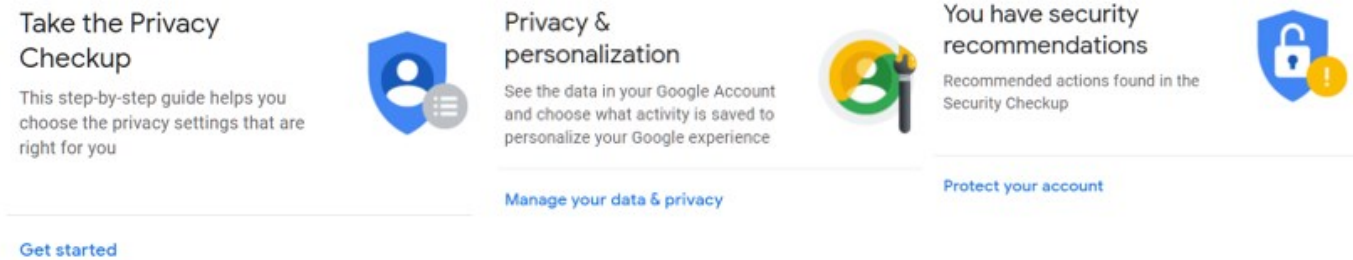 Take the Privacy
Checkup
This step-by-step guide helps you
choose the privacy settings that are
right for you
Get started
Privacy &
personalization
See the data in your Google Account
and choose what activity is saved to
personalize your Google experience
Manage your data & privacy
You have security
recommendations
Recommended actions found in the
Security Checkup
Protect your account